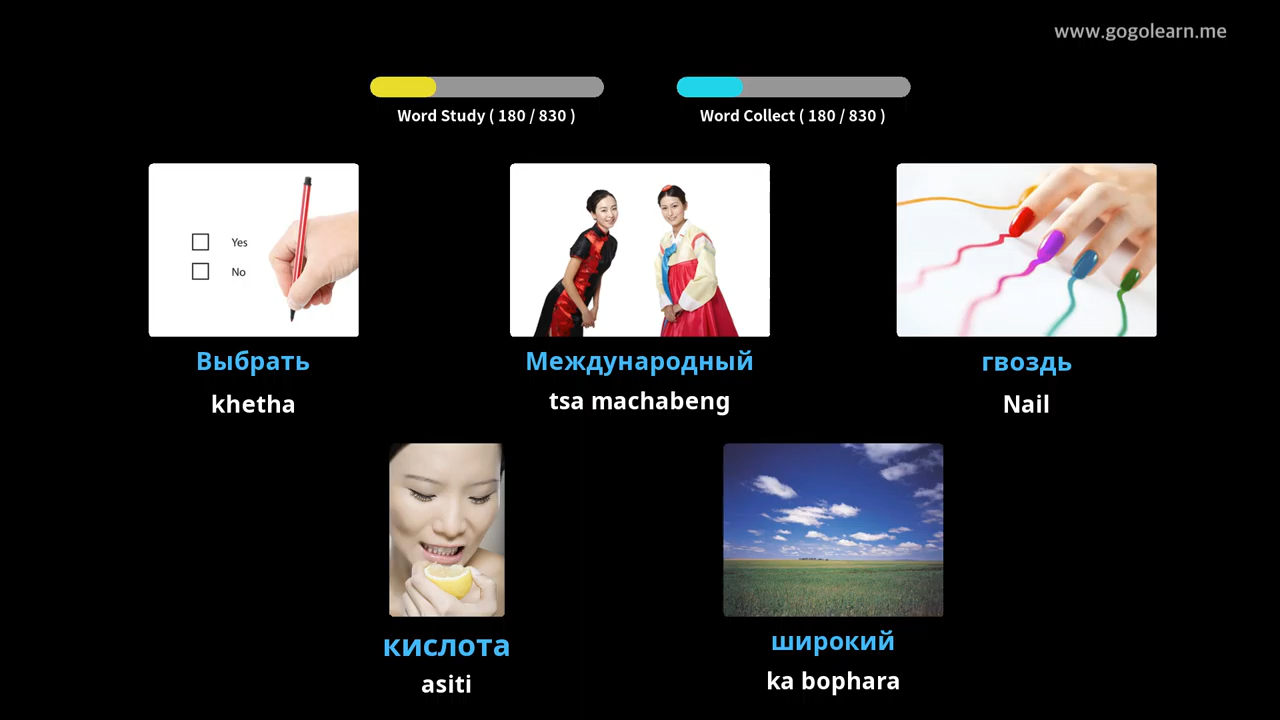 www.gogolearn.me
Word Study ( 180 / 830 )
Word Collect ( 180 / 830 )
Yes
No
Выбрать
khetha
Международный
tsa machabeng
гвоздь
Nail
кислота
asiti
широкий
ka bophara